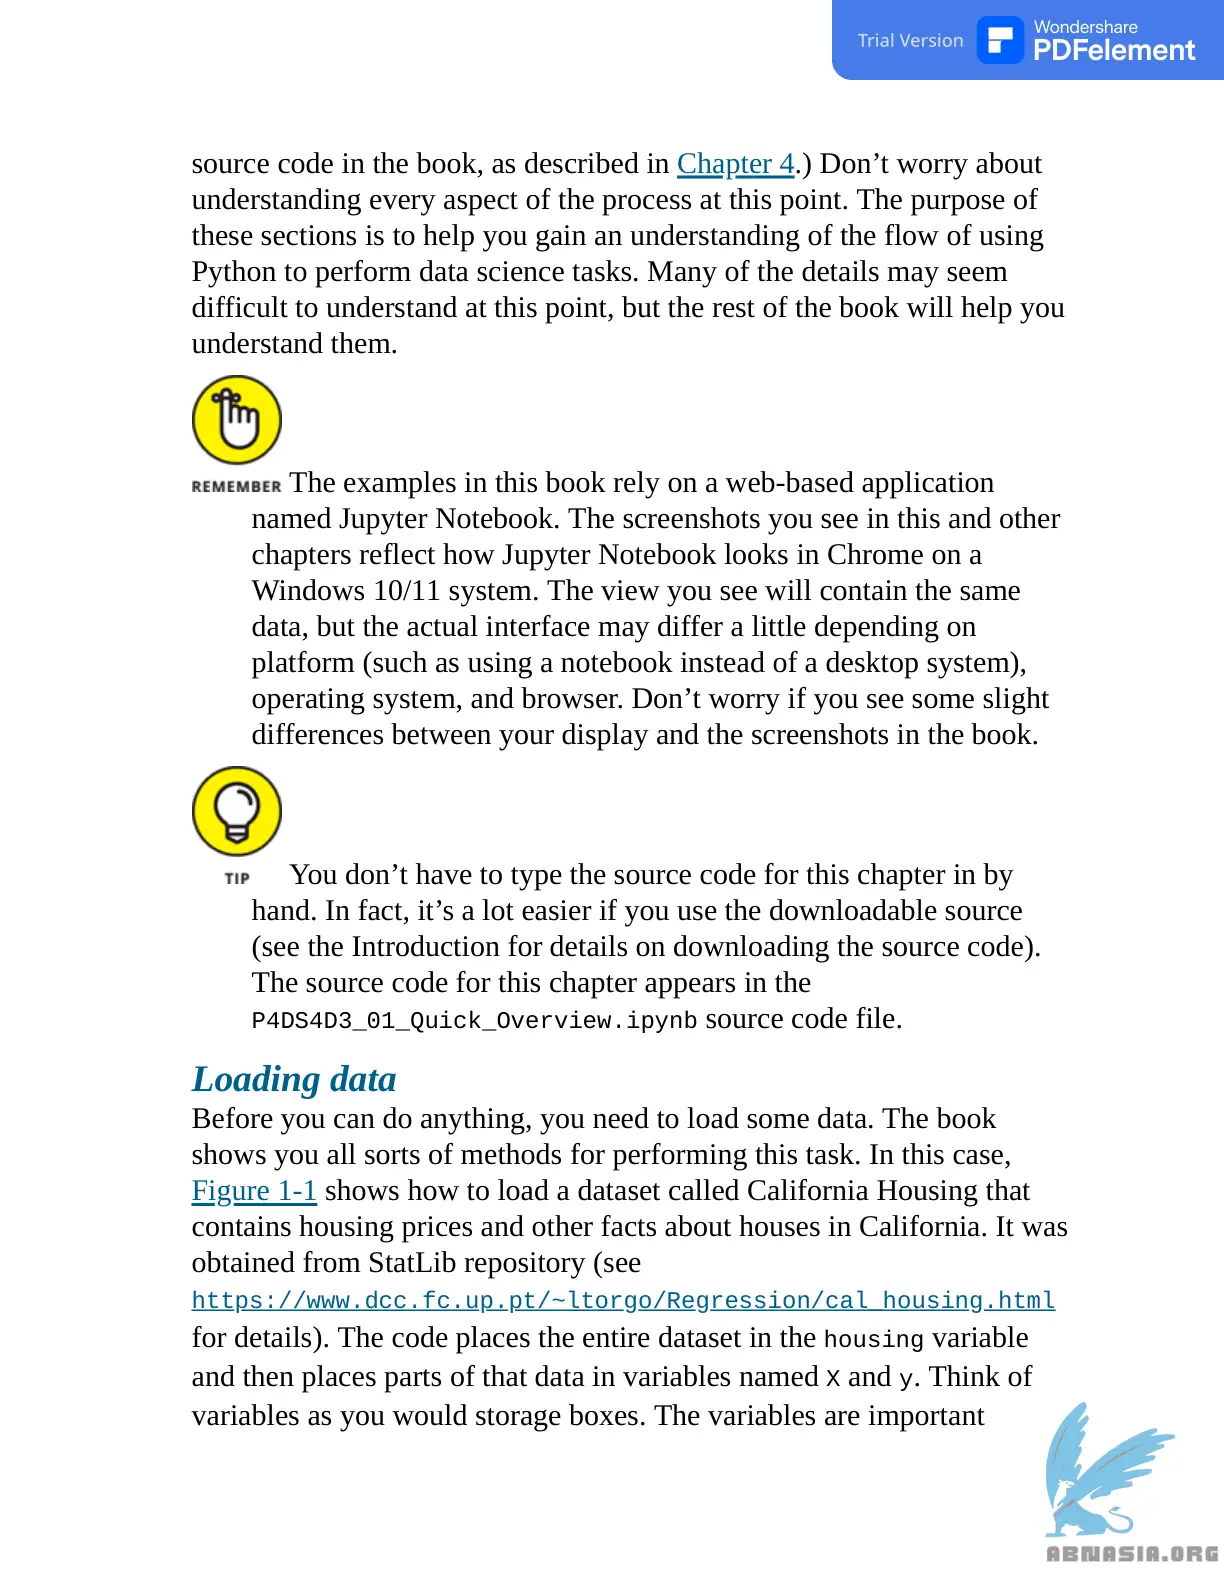 Trial Version
Wondershare
PDFelement
source code in the book, as described in Chapter 4.) Don’t worry about
understanding every aspect of the process at this point. The purpose of
these sections is to help you gain an understanding of the flow of using
Python to perform data science tasks. Many of the details may seem
difficult to understand at this point, but the rest of the book will help you
understand them.
REMEMBER The examples in this book rely on a web-based application
named Jupyter Notebook. The screenshots you see in this and other
chapters reflect how Jupyter Notebook looks in Chrome on a
Windows 10/11 system. The view you see will contain the same
data, but the actual interface may differ a little depending on
platform (such as using a notebook instead of a desktop system),
operating system, and browser. Don’t worry if you see some slight
differences between your display and the screenshots in the book.
TIP You don’t have to type the source code for this chapter in by
hand. In fact, it’s a lot easier if you use the downloadable source
(see the Introduction for details on downloading the source code).
The source code for this chapter appears in the
P4DS4D3_01_Quick_Overview.ipynb source code file.
Loading data
Before you can do anything, you need to load some data. The book
shows you all sorts of methods for performing this task. In this case,
Figure 1-1 shows how to load a dataset called California Housing that
contains housing prices and other facts about houses in California. It was
obtained from StatLib repository (see
https://www.dcc.fc.up.pt/~ltorgo/Regression/cal_housing.html
for details). The code places the entire dataset in the housing variable
and then places parts of that data in variables named X and y. Think of
variables as you would storage boxes. The variables are important
ABNASIA.ORG